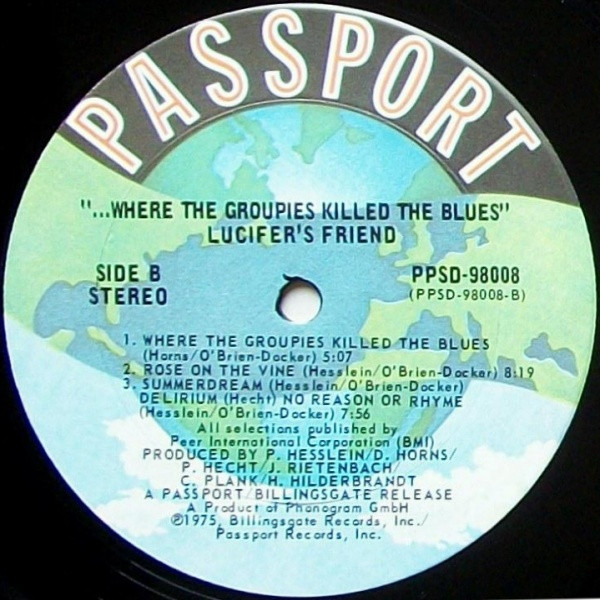 PASSPORT
"...WHERE THE GROUPIES KILLED THE BLUES"
LUCIFER'S FRIEND
SIDE B
STEREO
PPSD-98008
(PPSD-98008-B)
1. WHERE THE GROUPIES KILLED THE BLUES
(Horns/O'Brien-Docker) 5:07
2. ROSE ON THE VINE (Hesslein/O'Brien-Docker) 8:19
3. SUMMERDREAM (Hesslein/O'Brien-Docker)
DELIRIUM (Hecht) NO REASON OR RHYME
(Hesslein/O'Brien-Docker) 7:56
All selections published by
Peer International Corporation (BMI)
PRODUCED BY P. HESSLEIN/D. HORNS/
P. HECHT/J. RIETENBACH/
C. PLANK/H. HILDERBRANDT
A PASSPORT/BILLINGSGATE RELEASE
A Product of Phonogram GmbH
℗1975, Billingsgate Records, Inc./
Passport Records, Inc.